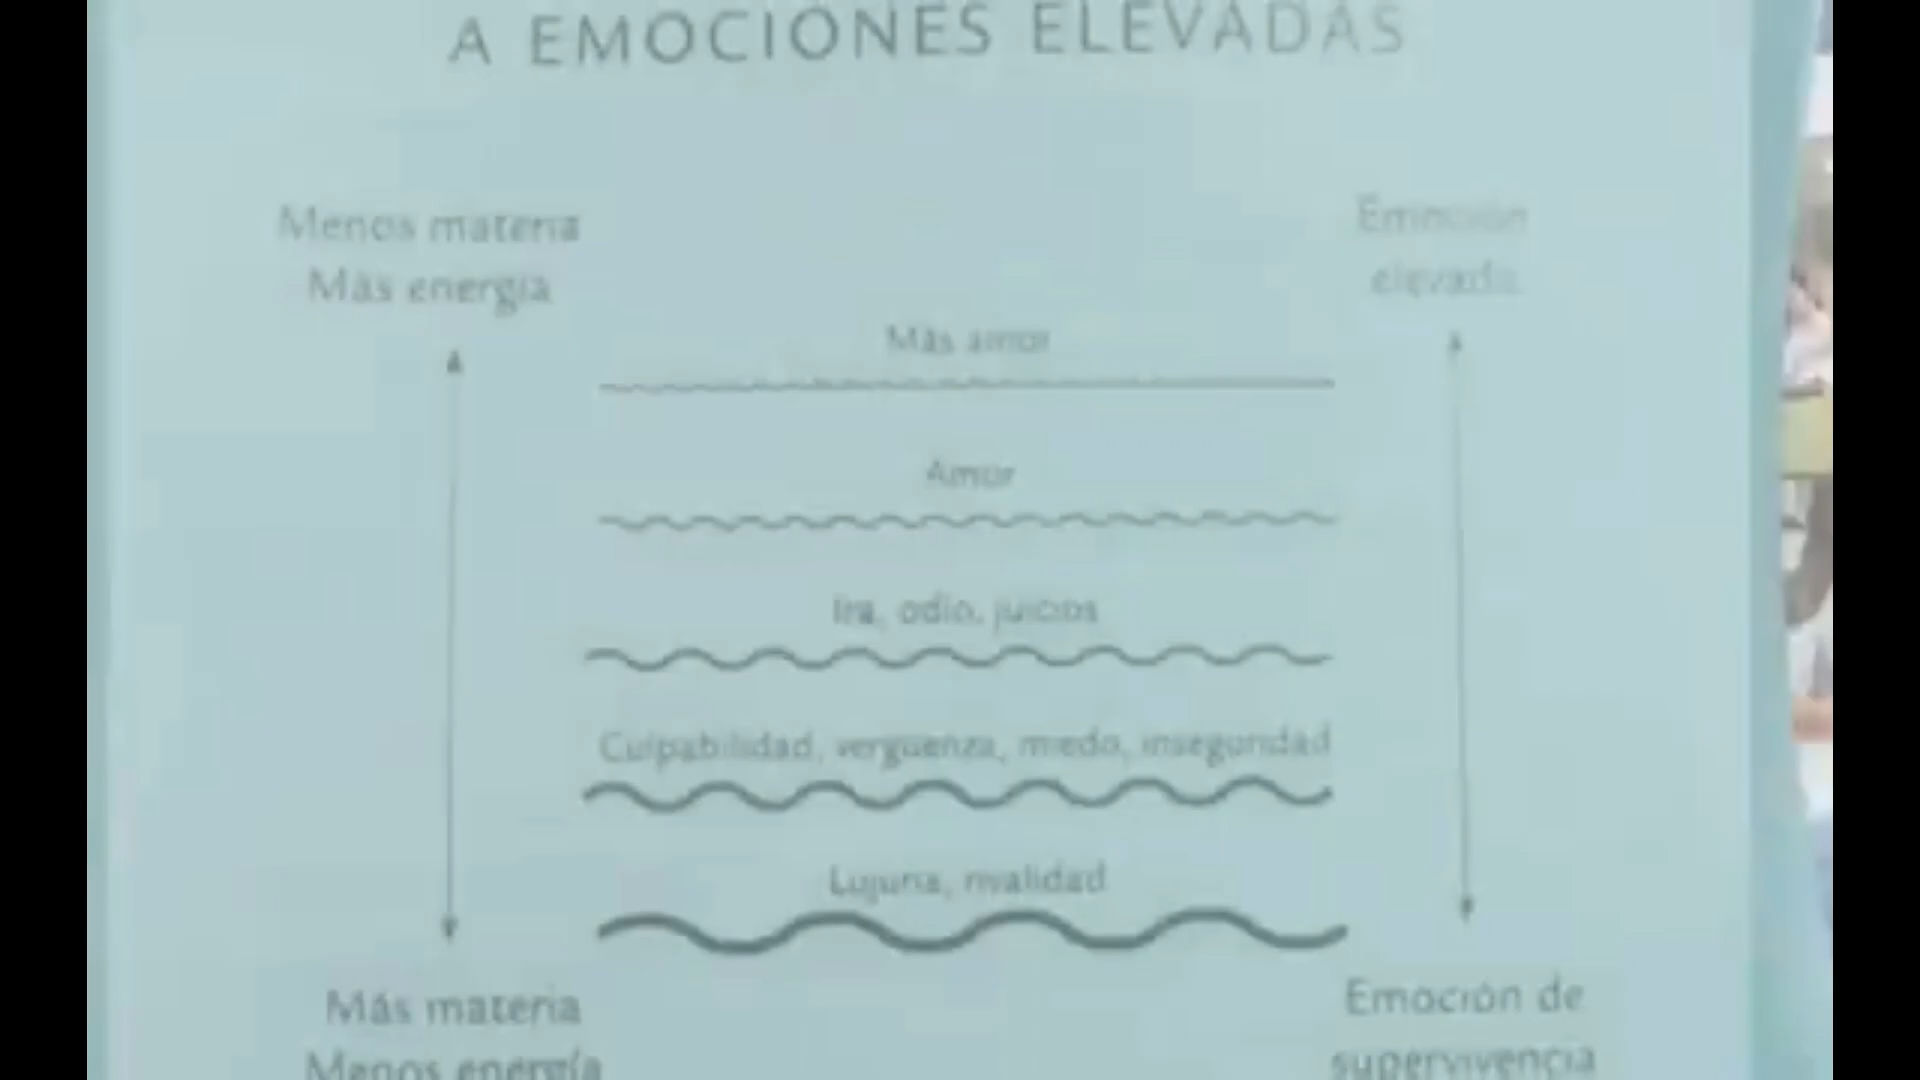 A EMOCIONES ELEVADAS
Menos materia
Más energía
Emoción
elevada
Más amor
Amor
Ira, odio, juicios
Culpabilidad, vergüenza, miedo, inseguridad
Lujuria, rivalidad
Más materia
Menos energía
Emoción de
supervivencia